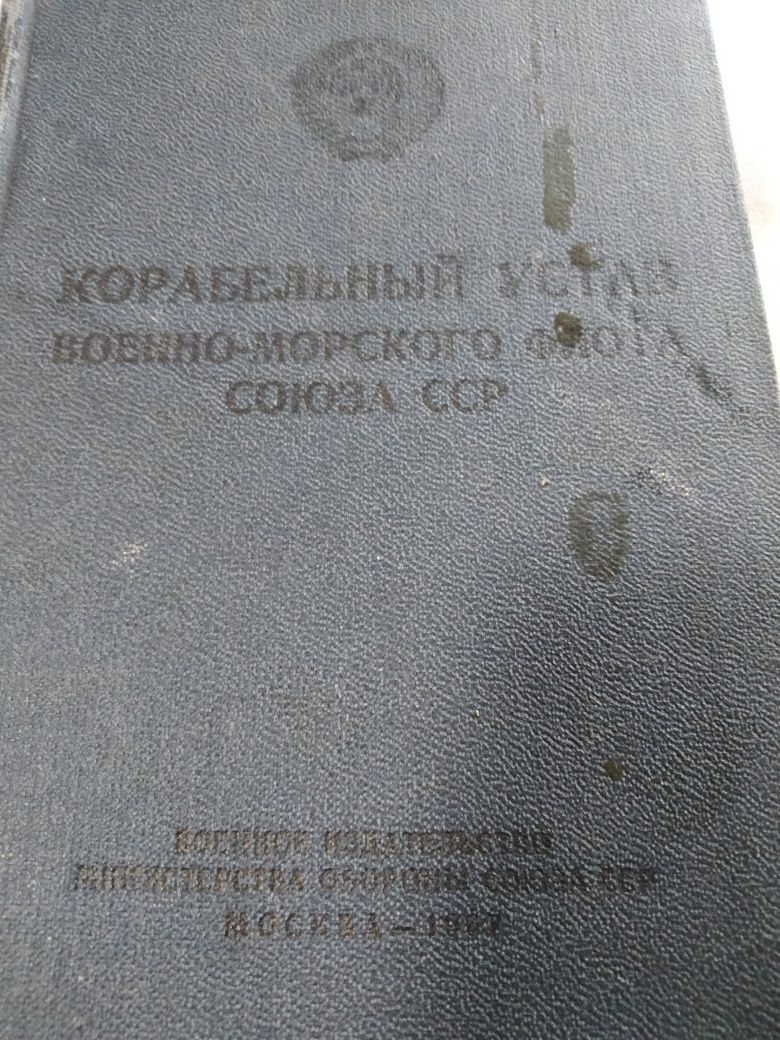 КОРАБЕЛЬНЫЙ УСТАВ
ВОЕННО-МОРСКОГО ФЛОТА
СОЮЗА ССР
ВОЕННОЕ ИЗДАТЕЛЬСТВО
МИНИСТЕРСТВА ОБОРОНЫ СОЮЗА ССР
МОСКВА —